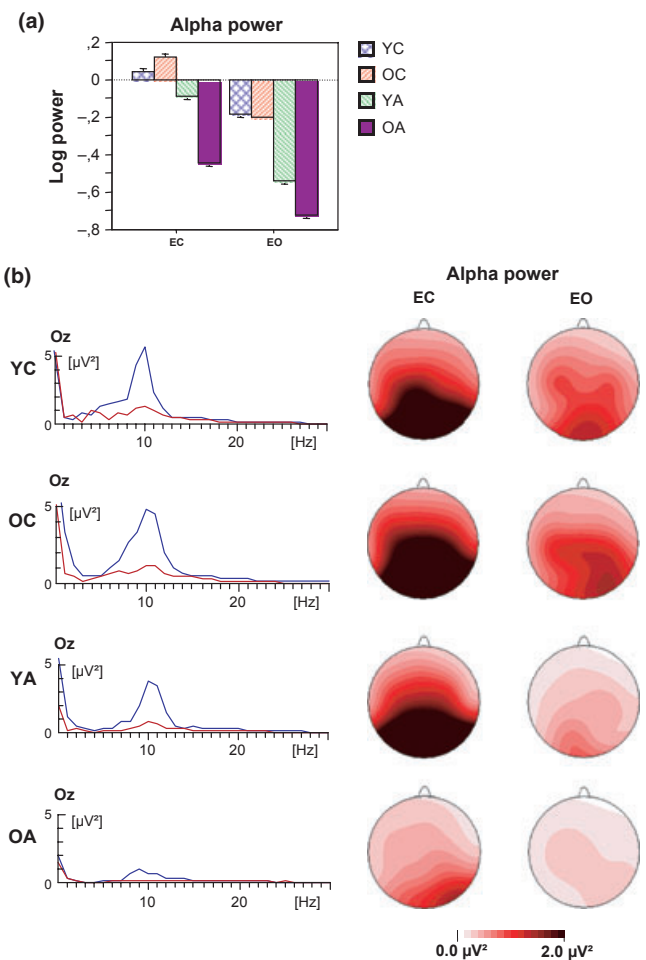 (a)
Alpha power
,2
0
–,2
–,4
–,6
–,8
Log power
EC
EO
YC
OC
YA
OA
(b)
Alpha power
EC
EO
YC
Oz
5
[µV²]
0
10
20
[Hz]
OC
Oz
5
[µV²]
0
10
20
[Hz]
YA
Oz
5
[µV²]
0
10
20
[Hz]
OA
Oz
5
[µV²]
0
10
20
[Hz]
0.0 µV²
2.0 µV²